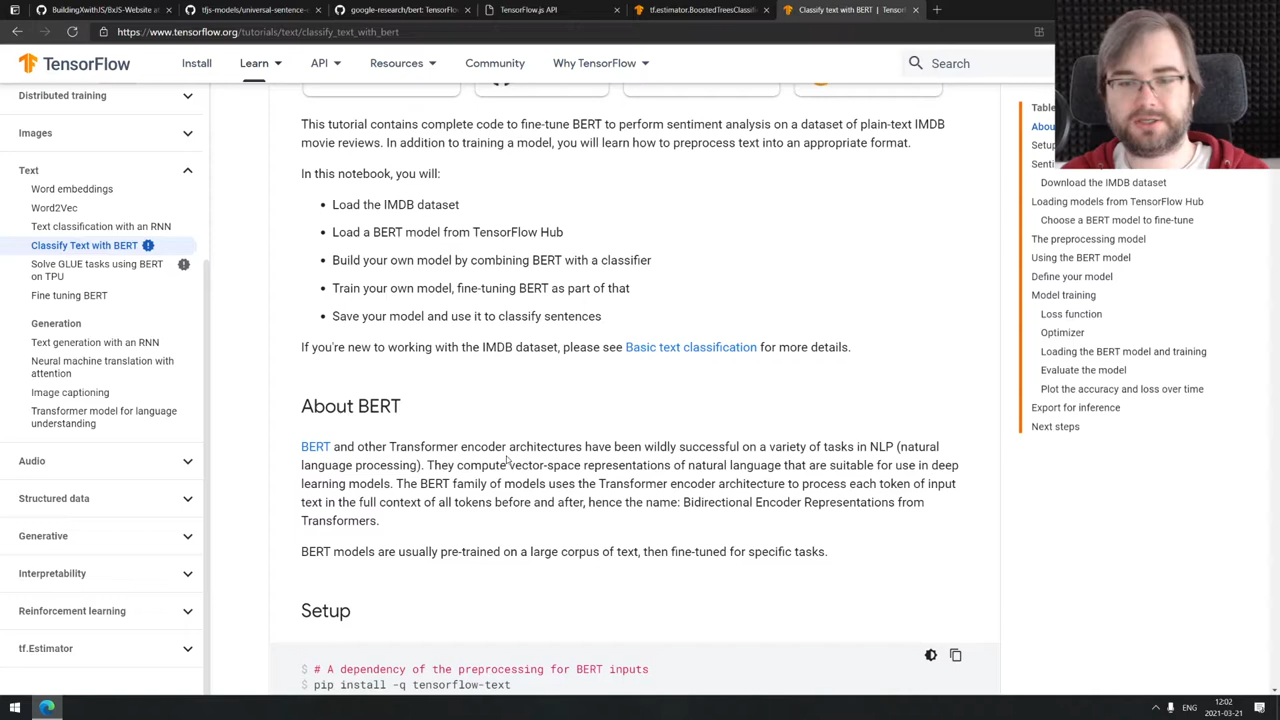 BuildingWithJS/BxJS-Website at
tfjs-models/universal-sentence-
google-research/bert: TensorFlow
TensorFlow.js API
tf.estimator.BoostedTreesClassifi
Classify text with BERT | Tensor
https://www.tensorflow.org/tutorials/text/classify_text_with_bert
TensorFlow
Install
Learn
API
Resources
Community
Why TensorFlow
Search
Distributed training
Images
Text
Word embeddings
Word2Vec
Text classification with an RNN
Classify Text with BERT
Solve GLUE tasks using BERT
on TPU
Fine tuning BERT
Generation
Text generation with an RNN
Neural machine translation with
attention
Image captioning
Transformer model for language
understanding
Audio
Structured data
Generative
Interpretability
Reinforcement learning
tf.Estimator
This tutorial contains complete code to fine-tune BERT to perform sentiment analysis on a dataset of plain-text IMDB
movie reviews. In addition to training a model, you will learn how to preprocess text into an appropriate format.
In this notebook, you will:
• Load the IMDB dataset
• Load a BERT model from TensorFlow Hub
• Build your own model by combining BERT with a classifier
• Train your own model, fine-tuning BERT as part of that
• Save your model and use it to classify sentences
If you're new to working with the IMDB dataset, please see Basic text classification for more details.
About BERT
BERT and other Transformer encoder architectures have been wildly successful on a variety of tasks in NLP (natural
language processing). They compute vector-space representations of natural language that are suitable for use in deep
learning models. The BERT family of models uses the Transformer encoder architecture to process each token of input
text in the full context of all tokens before and after, hence the name: Bidirectional Encoder Representations from
Transformers.
BERT models are usually pre-trained on a large corpus of text, then fine-tuned for specific tasks.
Setup
$ # A dependency of the preprocessing for BERT inputs
$ pip install -q tensorflow-text
Table
Abou
Setu
Senti
Download the IMDB dataset
Loading models from TensorFlow Hub
Choose a BERT model to fine-tune
The preprocessing model
Using the BERT model
Define your model
Model training
Loss function
Optimizer
Loading the BERT model and training
Evaluate the model
Plot the accuracy and loss over time
Export for inference
Next steps
ENG
12:02
2021-03-21